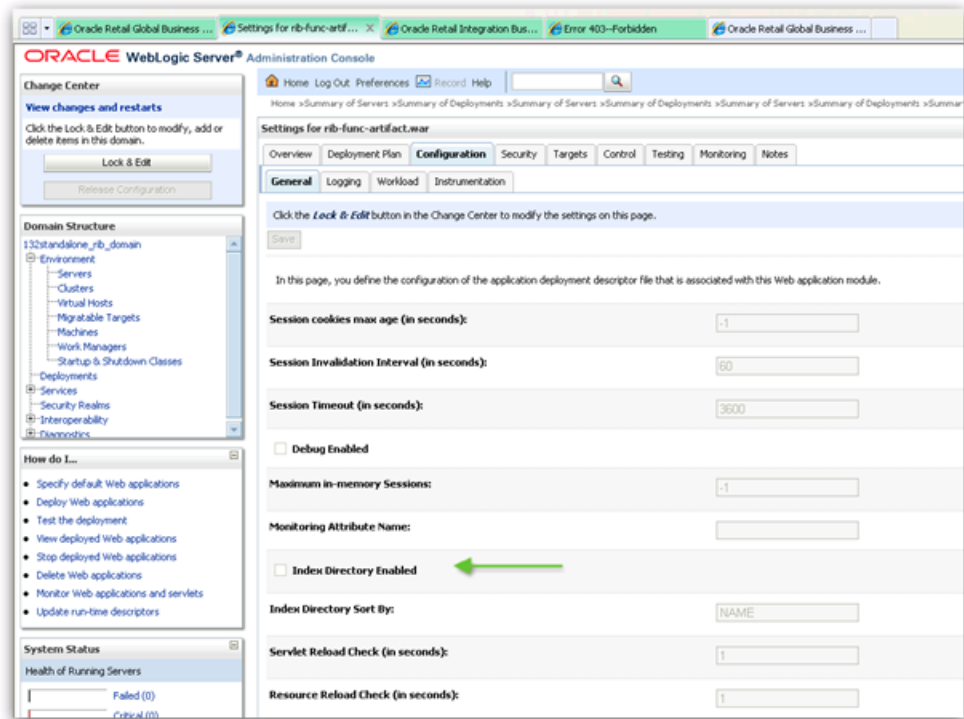 Oracle Retail Global Business ...
Settings for rib-func-artif... X
Oracle Retail Integration Bus...
Error 403--Forbidden
Oracle Retail Global Business ...
ORACLE WebLogic Server® Administration Console
Change Center
View changes and restarts
Click the Lock & Edit button to modify, add or
delete items in this domain.
Lock & Edit
Release Configuration
Domain Structure
132standalone_rib_domain
Environment
Servers
Clusters
Virtual Hosts
Migratable Targets
Machines
Work Managers
Startup & Shutdown Classes
Deployments
Services
Security Realms
Interoperability
Diagnostics
How do I...
Specify default Web applications
Deploy Web applications
Test the deployment
View deployed Web applications
Stop deployed Web applications
Delete Web applications
Monitor Web applications and servlets
Update run-time descriptors
System Status
Health of Running Servers
Failed (0)
Critical (0)
Home Log Out Preferences Record Help
Home >Summary of Servers >Summary of Deployments >Summary of Servers >Summary of Deployments >Summary of Servers >Summary of Deployments >Summar
Settings for rib-func-artifact.war
Overview Deployment Plan Configuration Security Targets Control Testing Monitoring Notes
General Logging Workload Instrumentation
Click the Lock & Edit button in the Change Center to modify the settings on this page.
Save
In this page, you define the configuration of the application deployment descriptor file that is associated with this Web application module.
Session cookies max age (in seconds): -1
Session Invalidation Interval (in seconds): 60
Session Timeout (in seconds): 3600
Debug Enabled
Maximum in-memory Sessions: -1
Monitoring Attribute Name:
Index Directory Enabled
Index Directory Sort By: NAME
Servlet Reload Check (in seconds): 1
Resource Reload Check (in seconds): 1